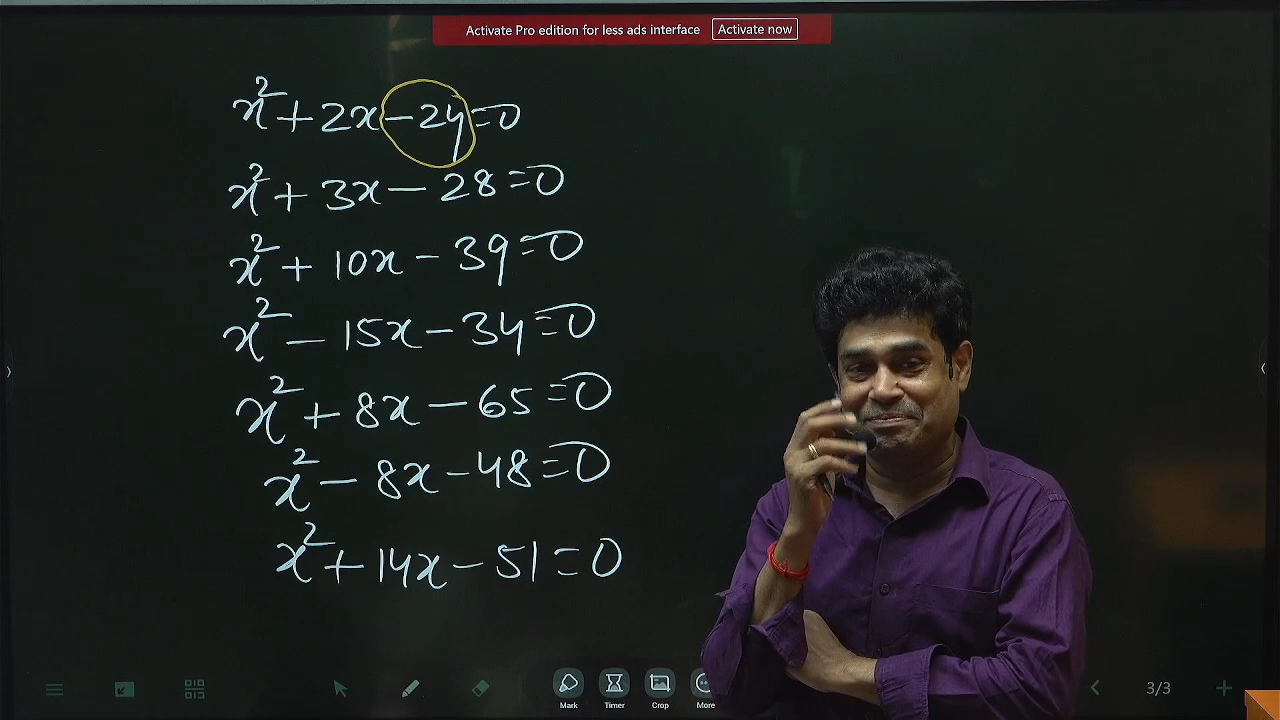 Activate Pro edition for less ads interface Activate now
x²+2x-24=0
x²+3x-28=0
x²+10x-39=0
x²-15x-34=0
x²+8x-65=0
x²-8x-48=0
x²+14x-51=0
Mark Timer Crop More
3/3